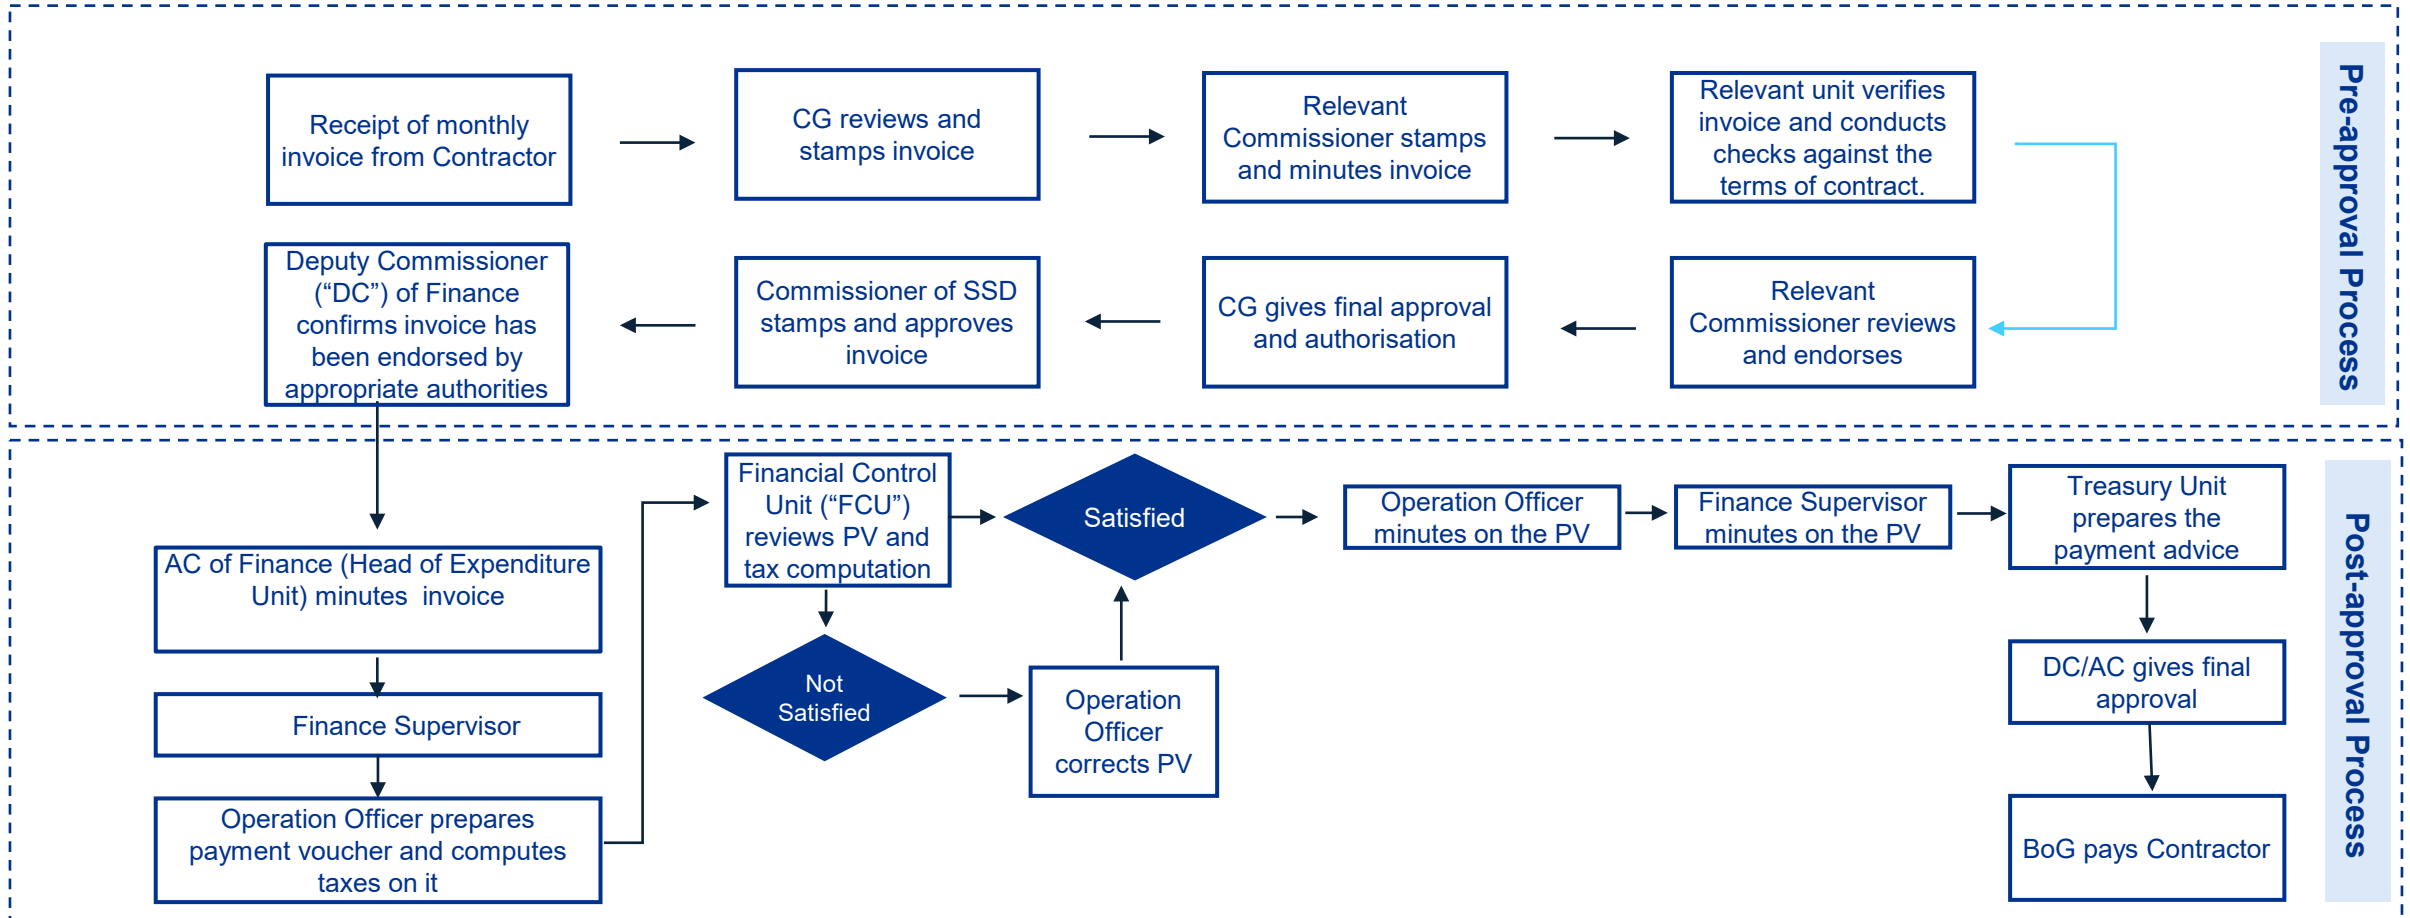 Receipt of monthly
invoice from Contractor
CG reviews and
stamps invoice
Relevant
Commissioner stamps
and minutes invoice
Relevant unit verifies
invoice and conducts
checks against the
terms of contract.
Pre-approval Process
Relevant
Commissioner reviews
and endorses
CG gives final approval
and authorisation
Commissioner of SSD
stamps and approves
invoice
Deputy Commissioner
(“DC”) of Finance
confirms invoice has
been endorsed by
appropriate authorities
AC of Finance (Head of Expenditure
Unit) minutes  invoice
Finance Supervisor
Operation Officer prepares
payment voucher and computes
taxes on it
Financial Control
Unit (“FCU”)
reviews PV and
tax computation
Not
Satisfied
Operation
Officer
corrects PV
Satisfied
Operation Officer
minutes on the PV
Finance Supervisor
minutes on the PV
Treasury Unit
prepares the
payment advice
DC/AC gives final
approval
BoG pays Contractor
Post-approval Process